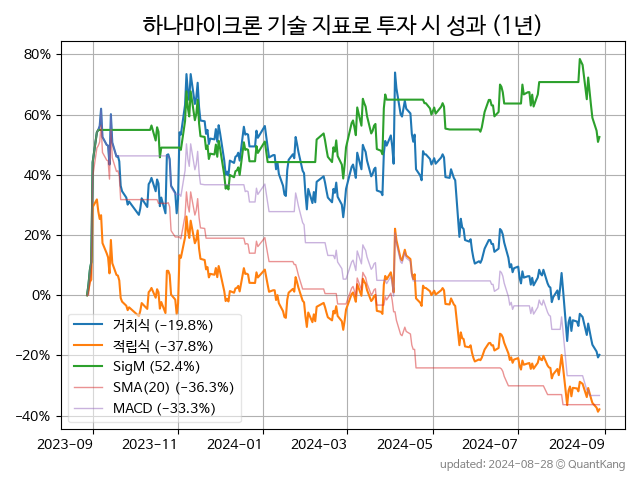 하나마이크론 기술 지표로 투자 시 성과 (1년)
80%
60%
40%
20%
0%
−20%
−40%
거치식 (−19.8%)
적립식 (−37.8%)
SigM (52.4%)
SMA(20) (−36.3%)
MACD (−33.3%)
2023-09 2023-11 2024-01 2024-03 2024-05 2024-07 2024-09
updated: 2024-08-28 © QuantKang